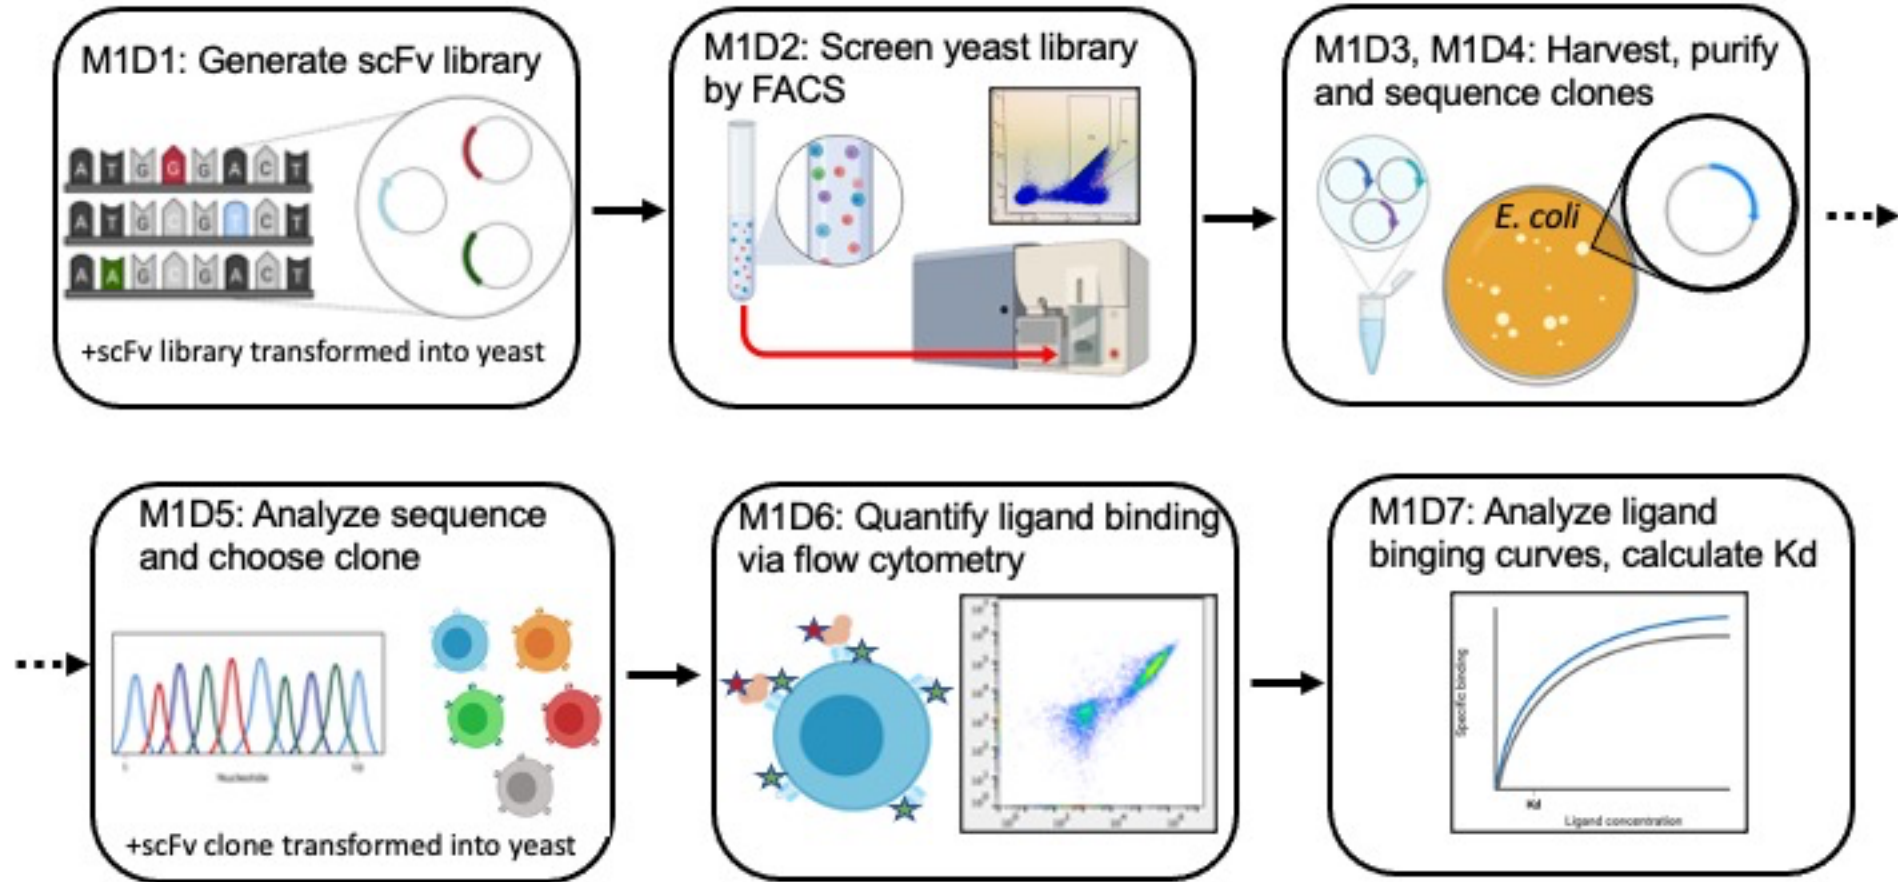 M1D1: Generate scFv library
A T G G G A C T
A T G C G T C T
A A G C G A C T
+scFv library transformed into yeast
M1D2: Screen yeast library
by FACS
M1D3, M1D4: Harvest, purify
and sequence clones
E. coli
M1D5: Analyze sequence
and choose clone
Nucleotide
+scFv clone transformed into yeast
M1D6: Quantify ligand binding
via flow cytometry
M1D7: Analyze ligand
binging curves, calculate Kd
Specific binding
Kd
Ligand concentration